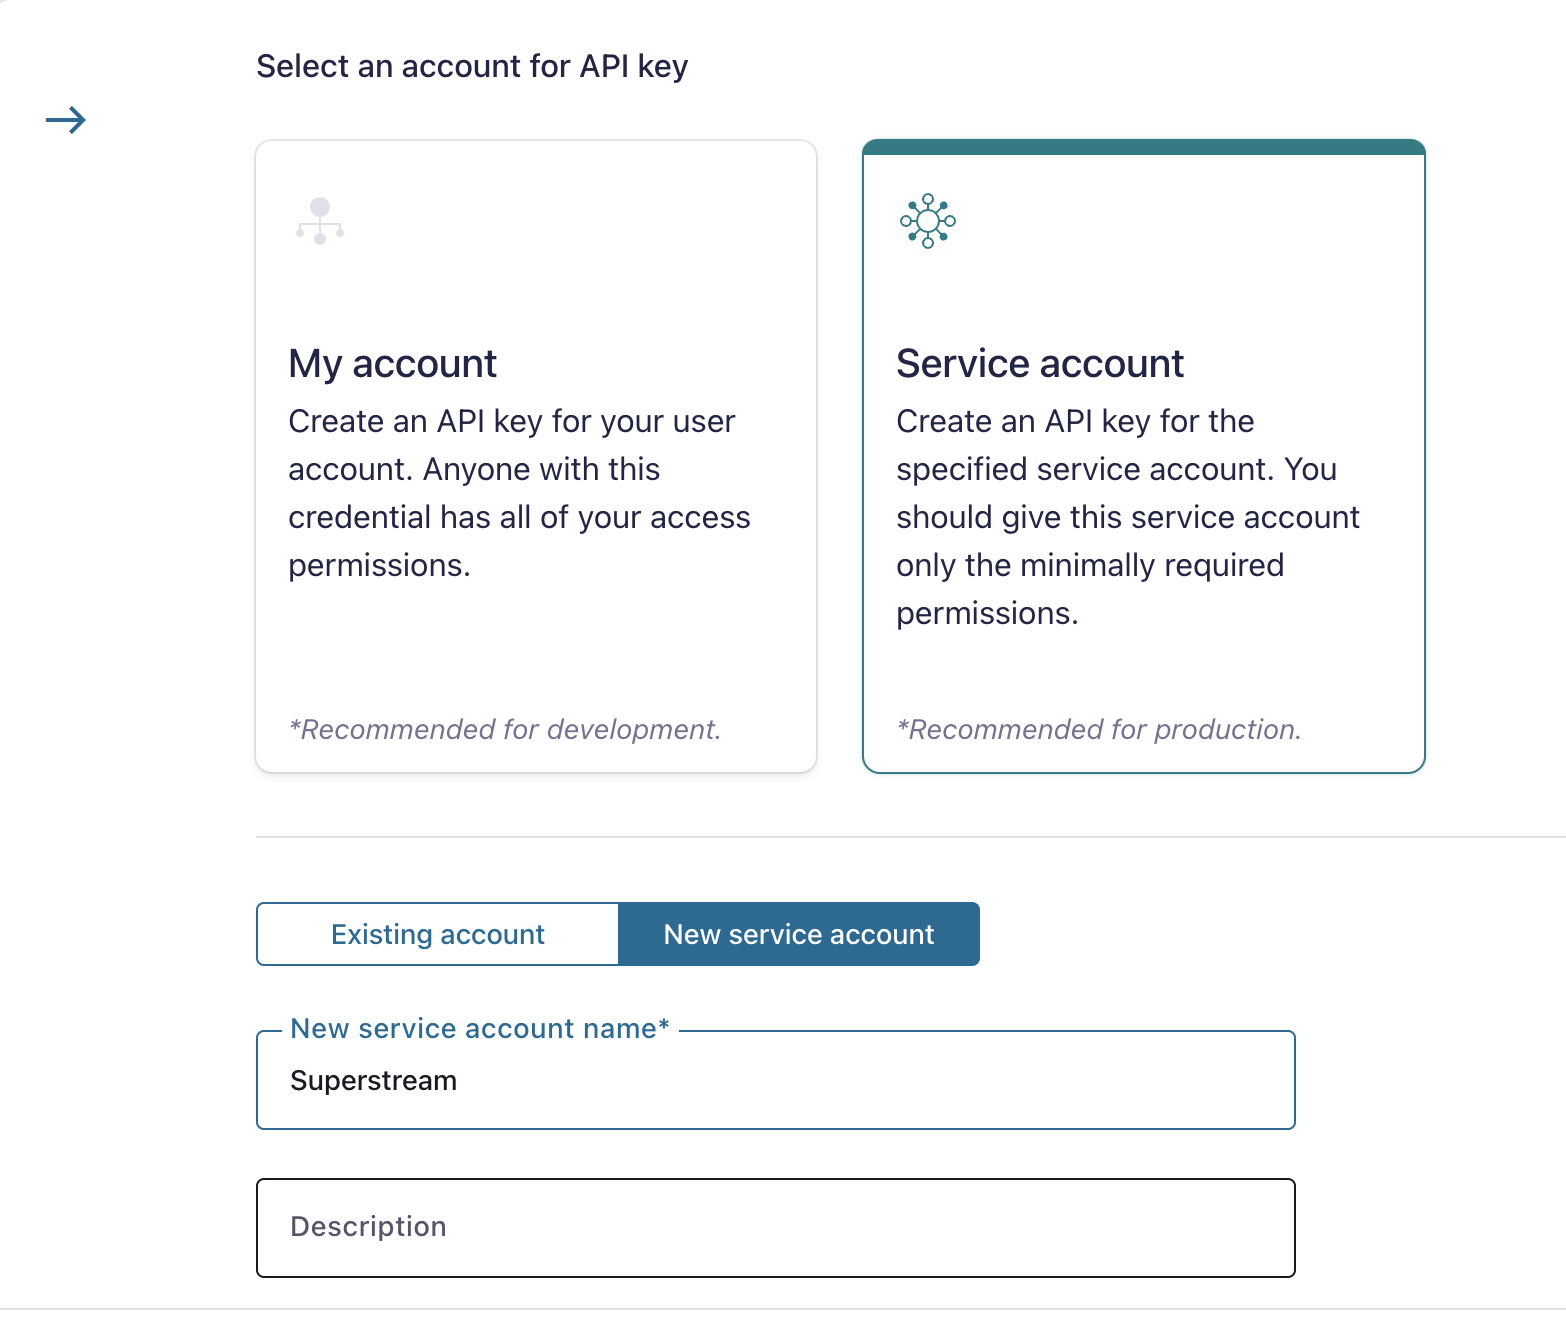 Select an account for API key
My account
Create an API key for your user
account. Anyone with this
credential has all of your access
permissions.
*Recommended for development.
Service account
Create an API key for the
specified service account. You
should give this service account
only the minimally required
permissions.
*Recommended for production.
Existing account
New service account
New service account name*
Superstream
Description